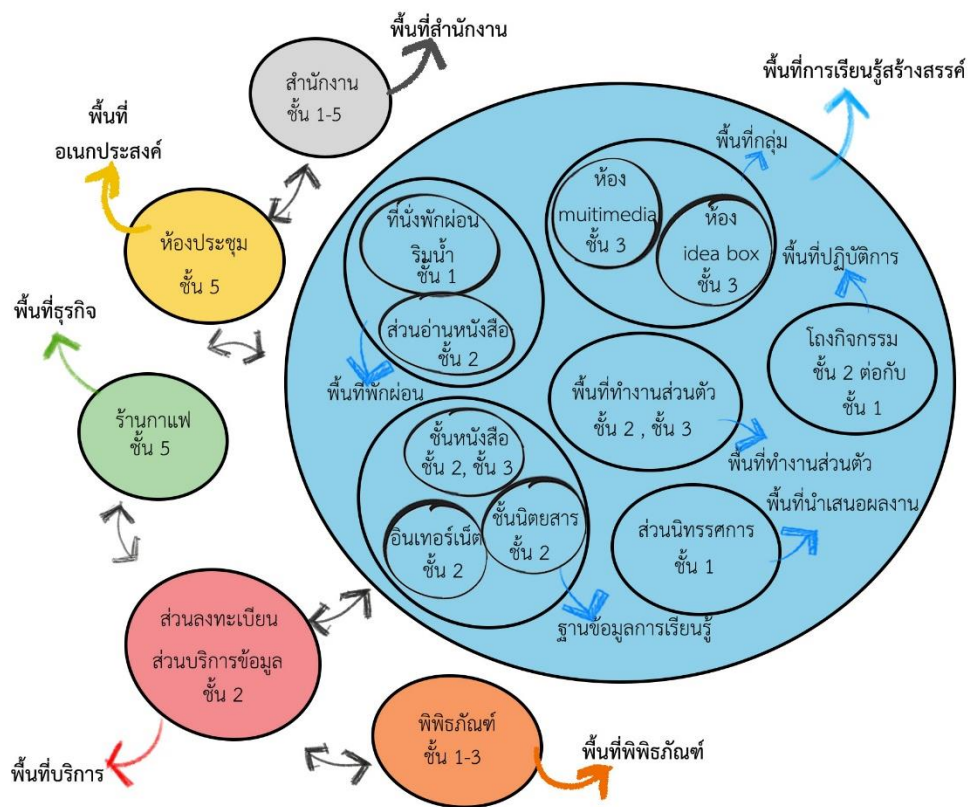 พื้นที่สำนักงาน
สำนักงาน
ชั้น 1-5
พื้นที่การเรียนรู้สร้างสรรค์
พื้นที่
อเนกประสงค์
ห้องประชุม
ชั้น 5
พื้นที่ธุรกิจ
ร้านกาแฟ
ชั้น 5
ส่วนลงทะเบียน
ส่วนบริการข้อมูล
ชั้น 2
พื้นที่บริการ
พิพิธภัณฑ์
ชั้น 1-3
พื้นที่พิพิธภัณฑ์
ที่นั่งพักผ่อน
ริมน้ำ
ชั้น 1
ส่วนอ่านหนังสือ
ชั้น 2
พื้นที่พักผ่อน
พื้นที่กลุ่ม
ห้อง
muitimedia
ชั้น 3
ห้อง
idea box
ชั้น 3
พื้นที่ปฏิบัติการ
โถงกิจกรรม
ชั้น 2 ต่อกับ
ชั้น 1
พื้นที่ทำงานส่วนตัว
ชั้น 2 , ชั้น 3
พื้นที่ทำงานส่วนตัว
ชั้นหนังสือ
ชั้น 2, ชั้น 3
อินเทอร์เน็ต
ชั้น 2
ชั้นนิตยสาร
ชั้น 2
ฐานข้อมูลการเรียนรู้
พื้นที่นำเสนอผลงาน
ส่วนนิทรรศการ
ชั้น 1